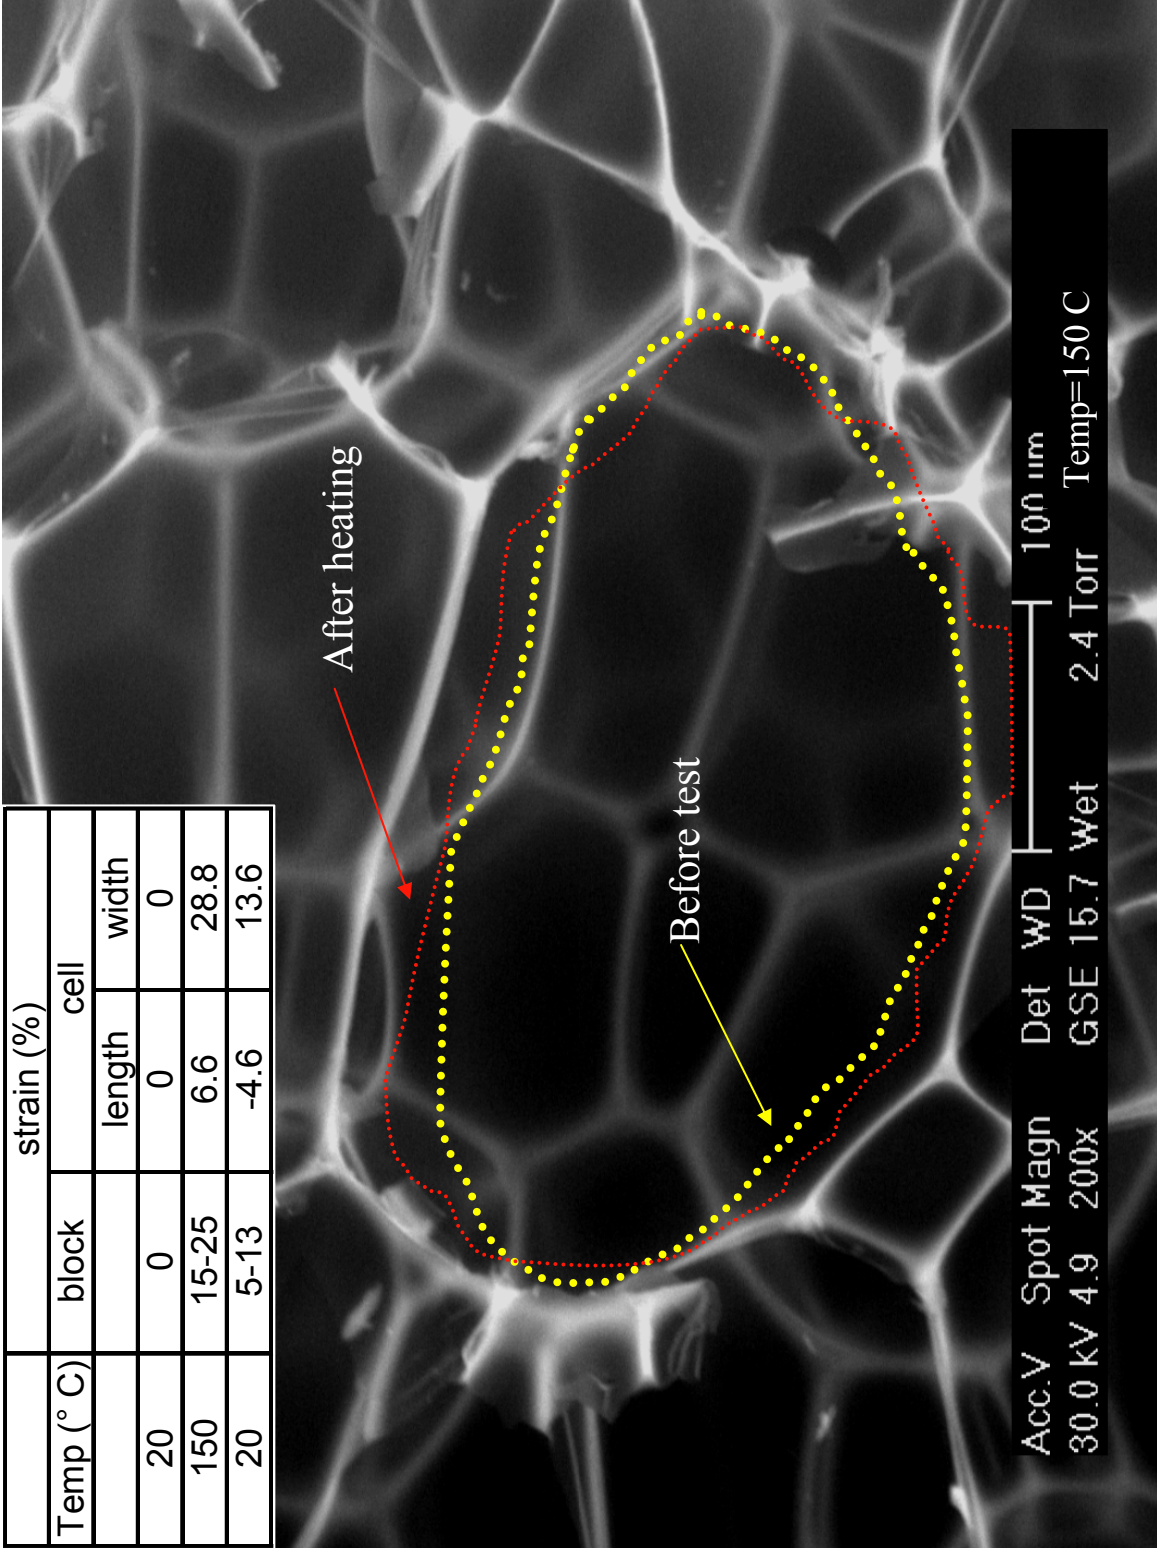 strain (%)
Temp (° C) block cell
length width
20 0 0 0
150 15-25 6.6 28.8
20 5-13 -4.6 13.6
After heating
Before test
Acc.V Spot Magn Det WD 100 µm
30.0 kV 4.9 200x GSE 15.7 Wet 2.4 Torr Temp=150 C